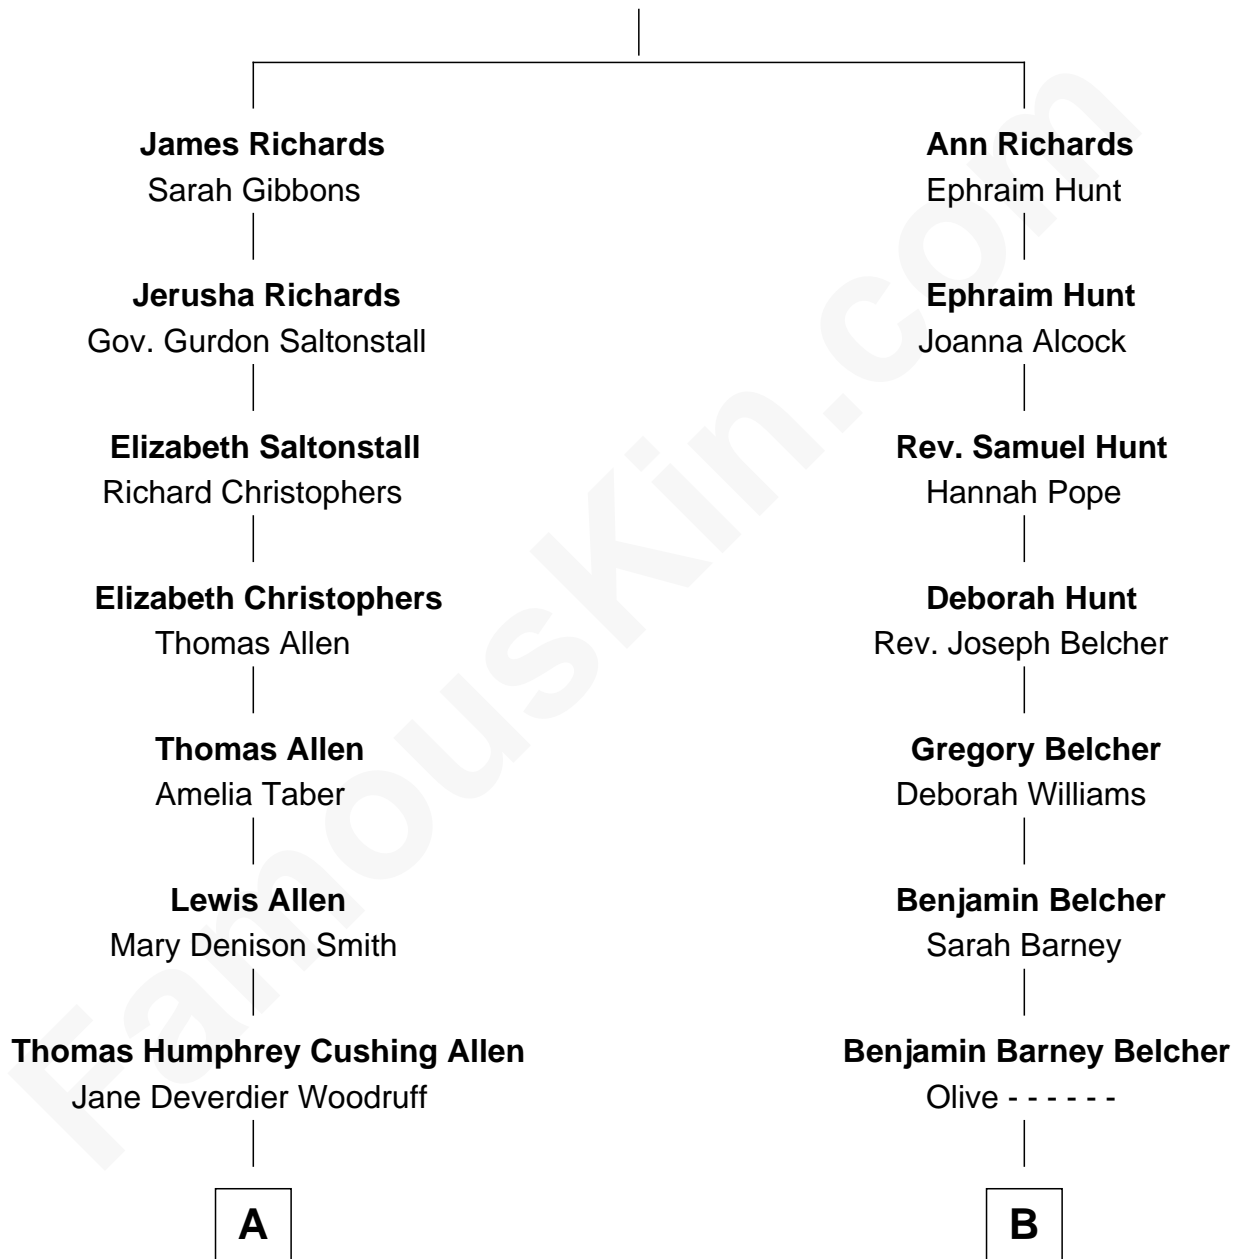 James Richards
Sarah Gibbons
Jerusha Richards
Gov. Gurdon Saltonstall
Elizabeth Saltonstall
Richard Christophers
Elizabeth Christophers
Thomas Allen
Thomas Allen
Amelia Taber
Lewis Allen
Mary Denison Smith
Thomas Humphrey Cushing Allen
Jane Deverdier Woodruff
A
Ann Richards
Ephraim Hunt
Ephraim Hunt
Joanna Alcock
Rev. Samuel Hunt
Hannah Pope
Deborah Hunt
Rev. Joseph Belcher
Gregory Belcher
Deborah Williams
Benjamin Belcher
Sarah Barney
Benjamin Barney Belcher
Olive - - - - - -
B
FamousKin.com